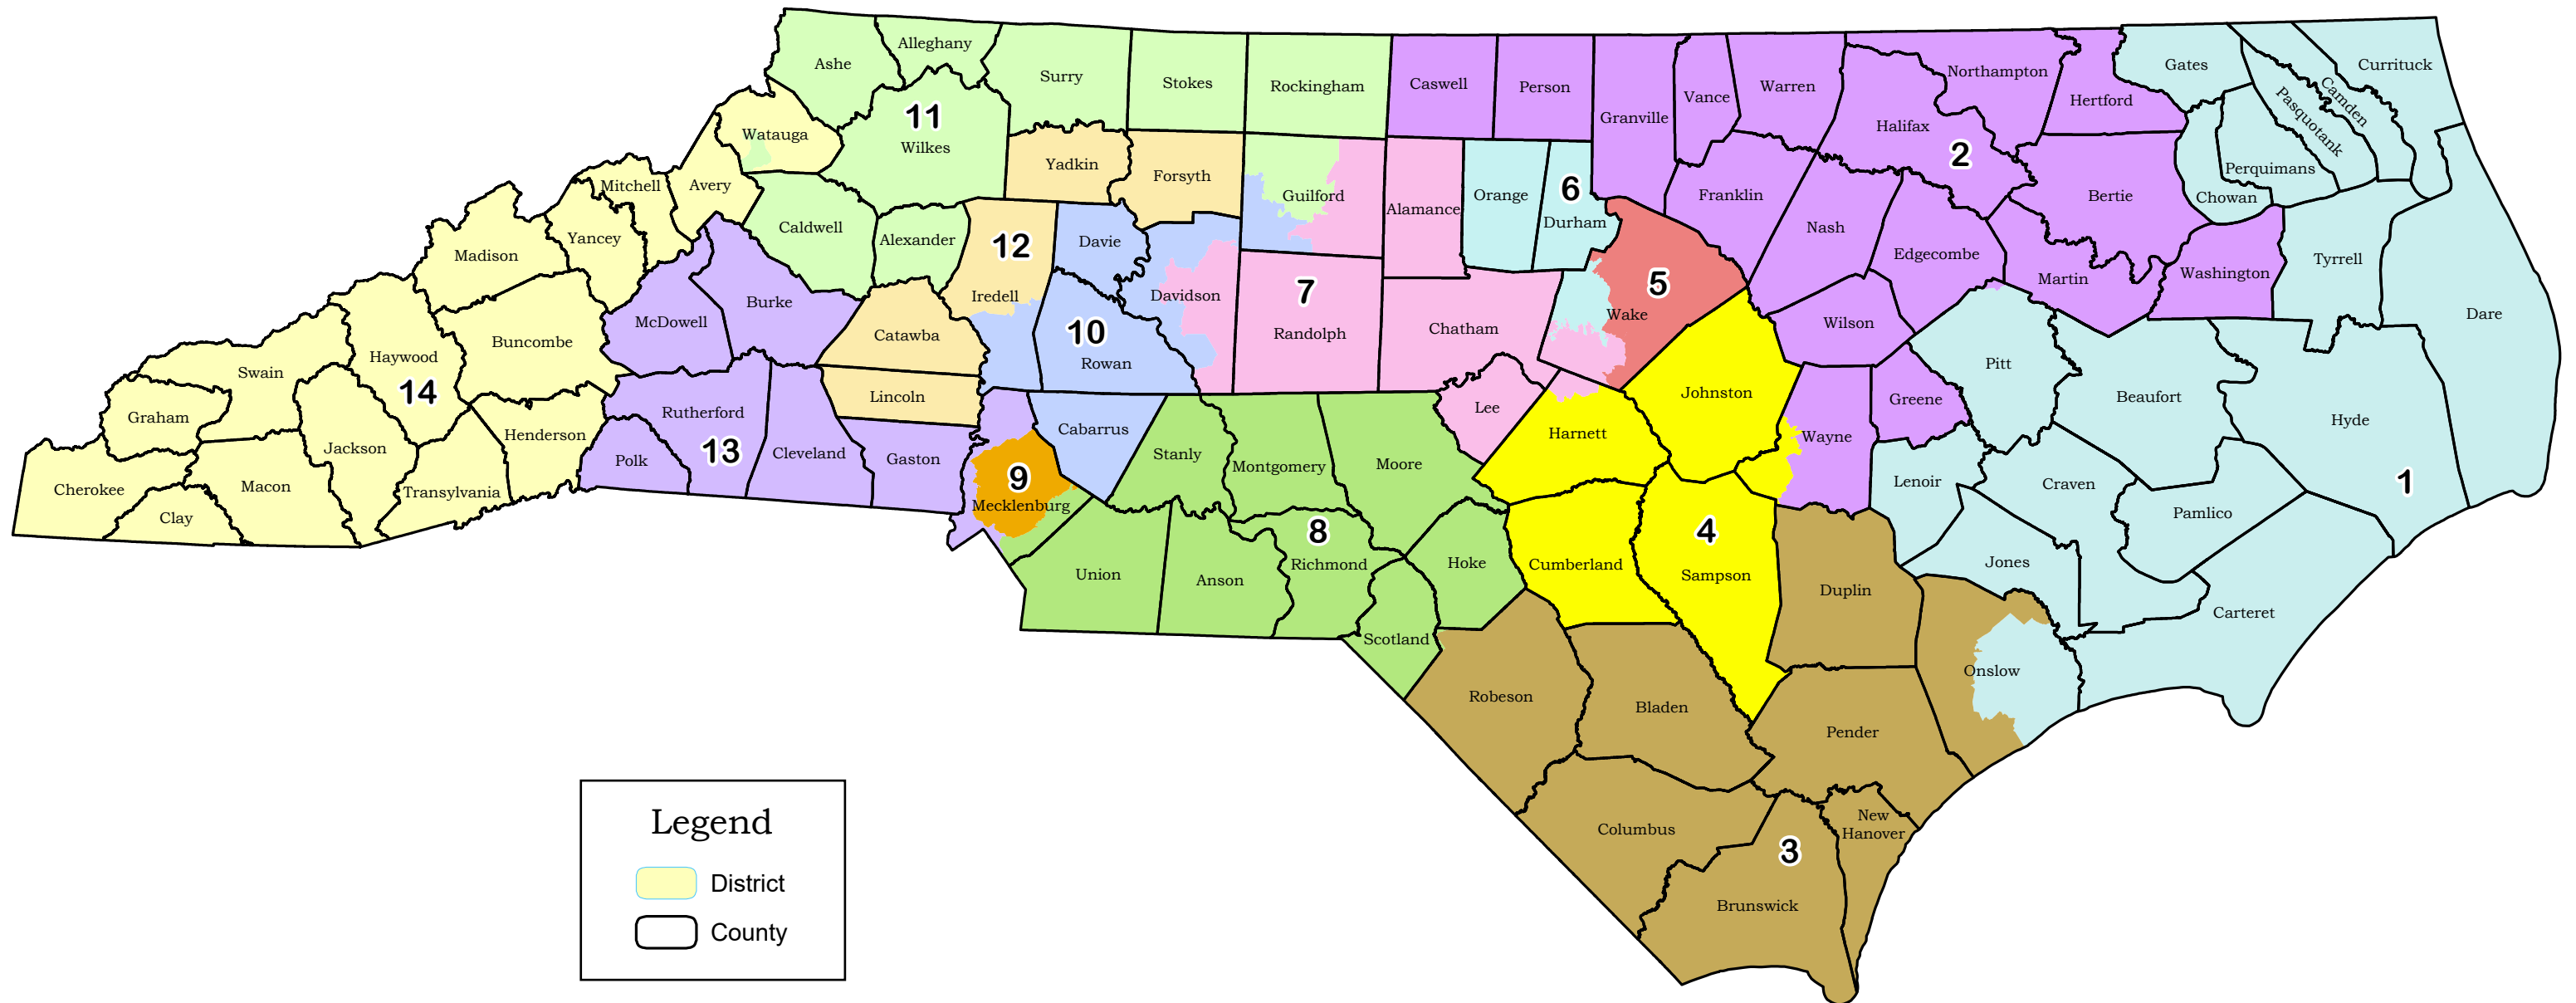 Ashe
Alleghany
Surry
Stokes
Rockingham
Caswell
Person
Granville
Vance
Warren
Northampton
Hertford
Gates
Currituck
Camden
Pasquotank
Perquimans
Chowan
Halifax
2
Bertie
Watauga
11
Wilkes
Yadkin
Forsyth
Guilford
Alamance
Orange
6
Durham
Franklin
Nash
Edgecombe
Martin
Washington
Tyrrell
Dare
Mitchell
Avery
Caldwell
Alexander
12
Iredell
Davie
Davidson
7
Randolph
Chatham
5
Wake
Wilson
Madison
Yancey
McDowell
Burke
Catawba
10
Rowan
Johnston
Pitt
Beaufort
Hyde
Swain
Haywood
14
Buncombe
Graham
Jackson
Henderson
Rutherford
13
Polk
Cleveland
Lincoln
Gaston
Cabarrus
Stanly
Montgomery
Moore
Lee
Harnett
Wayne
Greene
Lenoir
Craven
Pamlico
1
Cherokee
Macon
Transylvania
Clay
9
Mecklenburg
Union
Anson
8
Richmond
Scotland
Hoke
Cumberland
4
Sampson
Duplin
Jones
Carteret
Onslow
Robeson
Bladen
Pender
Columbus
New
Hanover
3
Brunswick
Legend
District
County